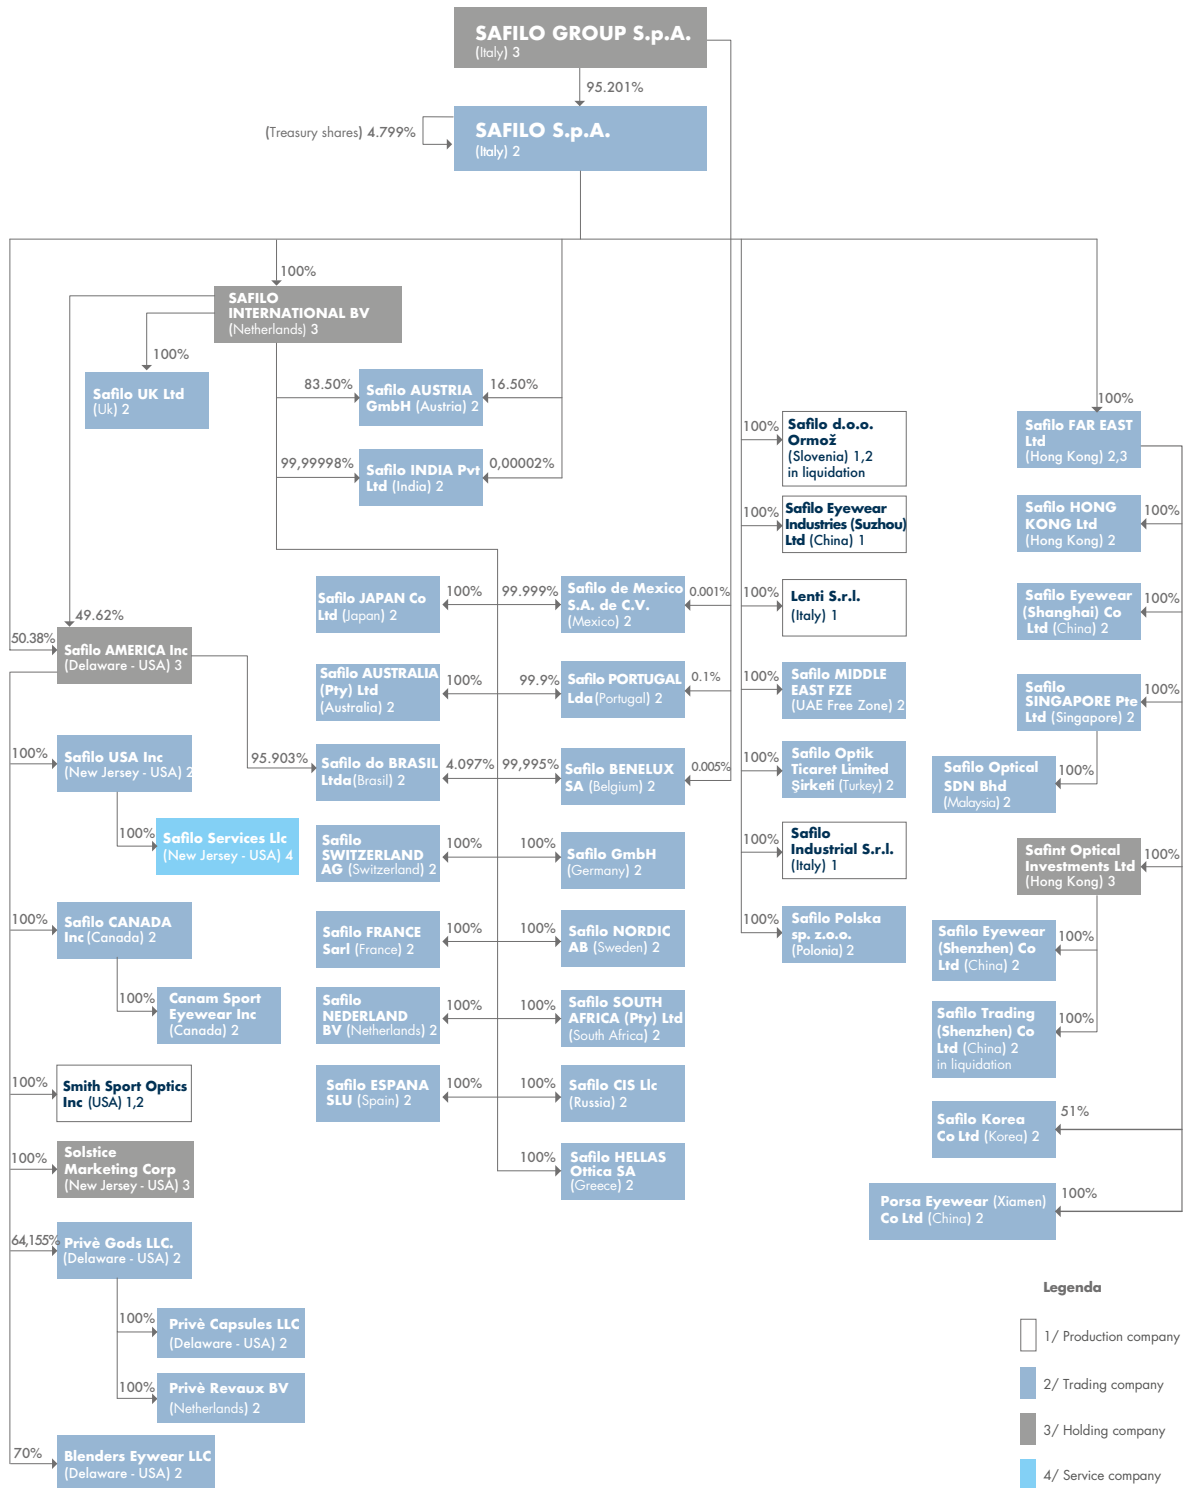 SAFILO GROUP S.p.A.
(Italy) 3
95.201%
(Treasury shares) 4.799%
SAFILO S.p.A.
(Italy) 2
100%
SAFILO
INTERNATIONAL BV
(Netherlands) 3
100%
Safilo UK Ltd
(Uk) 2
83.50%
Safilo AUSTRIA
GmbH (Austria) 2
16.50%
99,99998%
Safilo INDIA Pvt
Ltd (India) 2
0,00002%
49.62%
50.38%
Safilo AMERICA Inc
(Delaware - USA) 3
100%
Safilo USA Inc
(New Jersey - USA) 2
100%
Safilo Services Llc
(New Jersey - USA) 4
100%
Safilo CANADA
Inc (Canada) 2
100%
Canam Sport
Eyewear Inc
(Canada) 2
100%
Smith Sport Optics
Inc (USA) 1,2
100%
Solstice
Marketing Corp
(New Jersey - USA) 3
64,155%
Privè Gods LLC.
(Delaware - USA) 2
100%
Privè Capsules LLC
(Delaware - USA) 2
100%
Privè Revaux BV
(Netherlands) 2
70%
Blenders Eywear LLC
(Delaware - USA) 2
Safilo JAPAN Co
Ltd (Japan) 2
100%
99.999%
Safilo de Mexico
S.A. de C.V.
(Mexico) 2
0.001%
Safilo AUSTRALIA
(Pty) Ltd
(Australia) 2
100%
99.9%
Safilo PORTUGAL
Lda(Portugal) 2
0.1%
95.903%
Safilo do BRASIL
Ltda(Brasil) 2
4.097%
99,995%
Safilo BENELUX
SA (Belgium) 2
0.005%
Safilo
SWITZERLAND
AG (Switzerland) 2
100%
100%
Safilo GmbH
(Germany) 2
Safilo FRANCE
Sarl (France) 2
100%
100%
Safilo NORDIC
AB (Sweden) 2
Safilo
NEDERLAND
BV (Netherlands) 2
100%
100%
Safilo SOUTH
AFRICA (Pty) Ltd
(South Africa) 2
Safilo ESPANA
SLU (Spain) 2
100%
100%
Safilo CIS Llc
(Russia) 2
100%
Safilo HELLAS
Ottica SA
(Greece) 2
100%
Safilo d.o.o.
Ormož
(Slovenia) 1,2
in liquidation
100%
Safilo Eyewear
Industries (Suzhou)
Ltd (China) 1
100%
Lenti S.r.l.
(Italy) 1
100%
Safilo MIDDLE
EAST FZE
(UAE Free Zone) 2
100%
Safilo Optik
Ticaret Limited
Şirketi (Turkey) 2
100%
Safilo
Industrial S.r.l.
(Italy) 1
100%
Safilo Polska
sp. z.o.o.
(Polonia) 2
100%
Safilo FAR EAST
Ltd
(Hong Kong) 2,3
Safilo HONG
KONG Ltd
(Hong Kong) 2
100%
Safilo Eyewear
(Shanghai) Co
Ltd (China) 2
100%
Safilo
SINGAPORE Pte
Ltd (Singapore) 2
100%
Safilo Optical
SDN Bhd
(Malaysia) 2
100%
Safint Optical
Investments Ltd
(Hong Kong) 3
100%
Safilo Eyewear
(Shenzhen) Co
Ltd (China) 2
100%
Safilo Trading
(Shenzhen) Co
Ltd (China) 2
in liquidation
100%
Safilo Korea
Co Ltd (Korea) 2
51%
Porsa Eyewear (Xiamen)
Co Ltd (China) 2
100%
Legenda
1/ Production company
2/ Trading company
3/ Holding company
4/ Service company